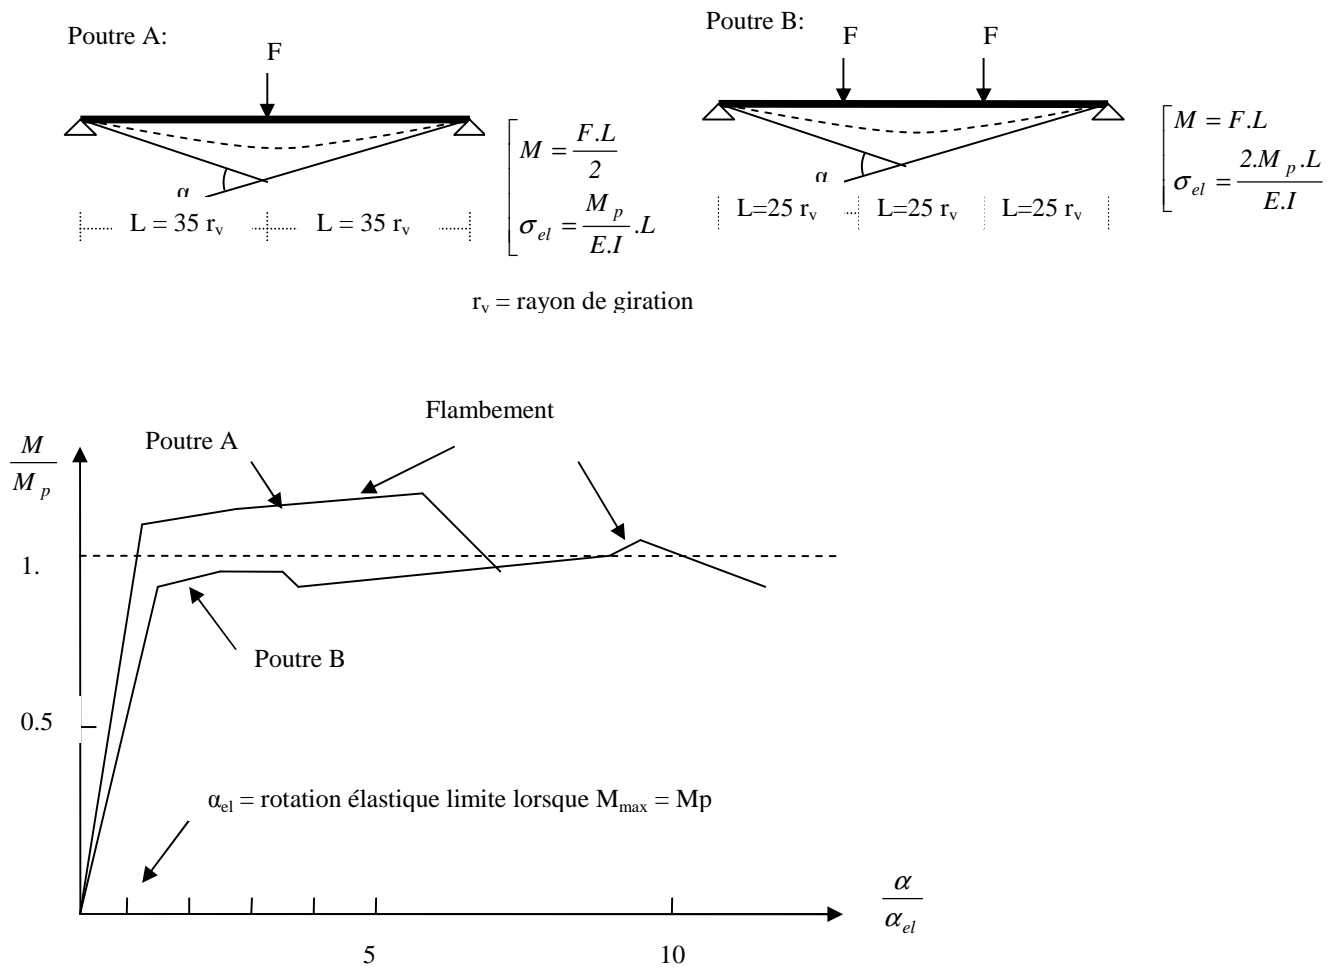 Poutre A:
F
α
L = 35 rv
L = 35 rv
M = F.L / 2
σel = Mp / E.I .L
Poutre B:
F
F
α
L=25 rv
L=25 rv
L=25 rv
M = F.L
σel = 2.Mp.L / E.I
rv = rayon de giration
Flambement
Poutre A
M / Mp
1.
Poutre B
0.5
αel = rotation élastique limite lorsque Mmax = Mp
α / αel
5
10